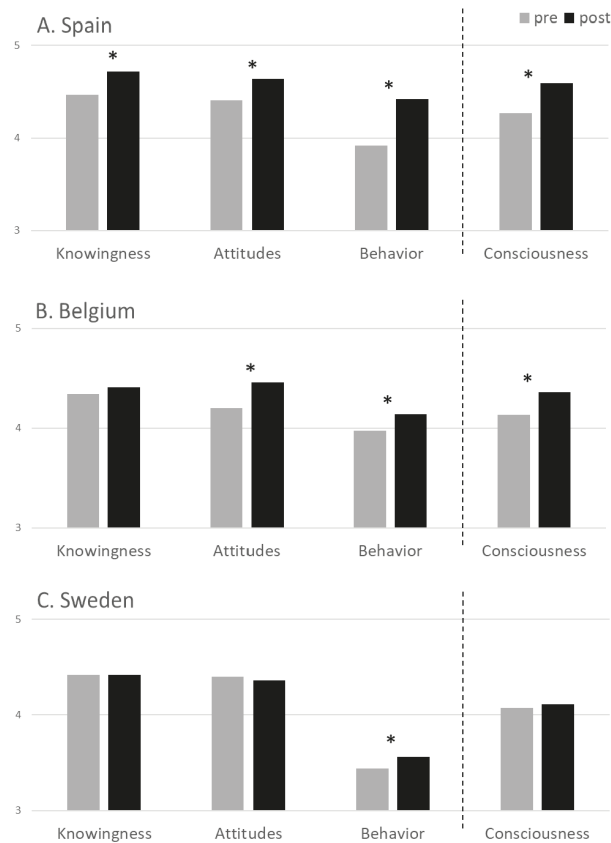 pre post
A. Spain
5
* * * *
4
3
Knowingness Attitudes Behavior Consciousness
B. Belgium
5
* * *
4
3
Knowingness Attitudes Behavior Consciousness
C. Sweden
5
4
*
3
Knowingness Attitudes Behavior Consciousness